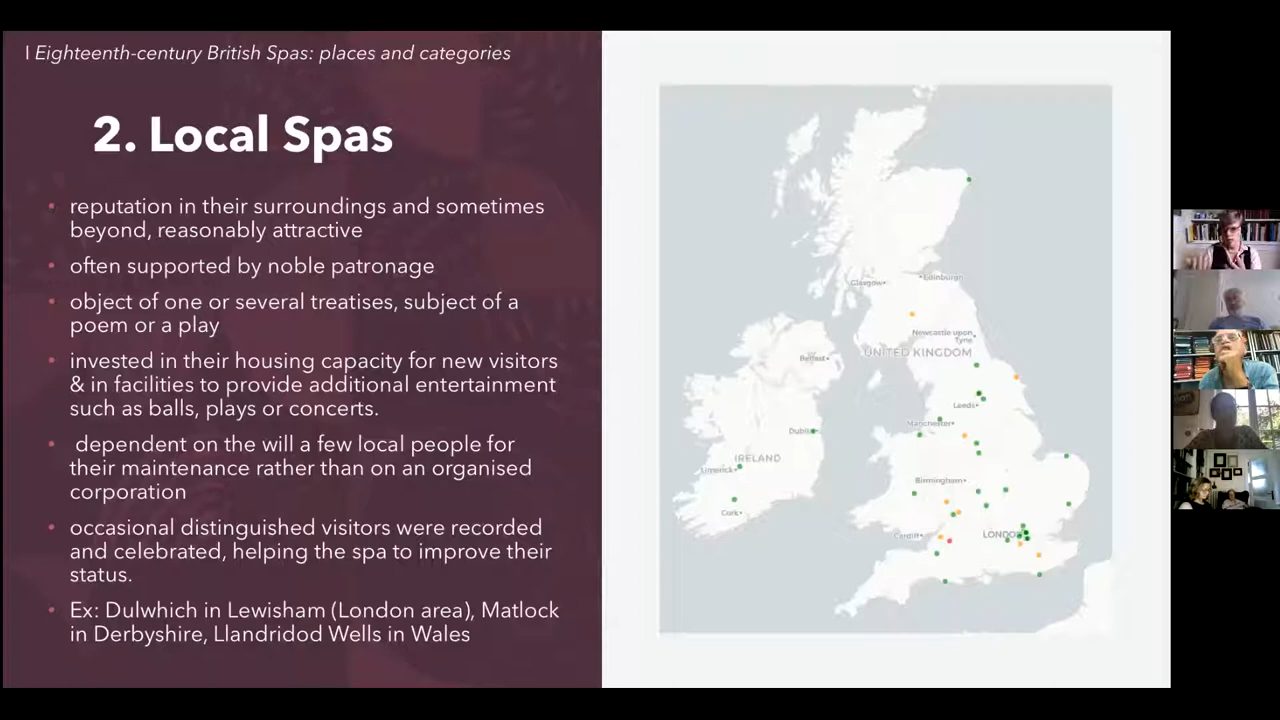 I Eighteenth-century British Spas: places and categories
2. Local Spas
• reputation in their surroundings and sometimes
beyond, reasonably attractive
• often supported by noble patronage
• object of one or several treatises, subject of a
poem or a play
• invested in their housing capacity for new visitors
& in facilities to provide additional entertainment
such as balls, plays or concerts.
• dependent on the will a few local people for
their maintenance rather than on an organised
corporation
• occasional distinguished visitors were recorded
and celebrated, helping the spa to improve their
status.
• Ex: Dulwhich in Lewisham (London area), Matlock
in Derbyshire, Llandridod Wells in Wales
Edinburgh
Glasgow
Newcastle upon
Tyne
UNITED KINGDOM
Belfast
Leeds
Manchester
Dublin
IRELAND
Limerick
Birmingham
Cork
Cardiff
LONDON